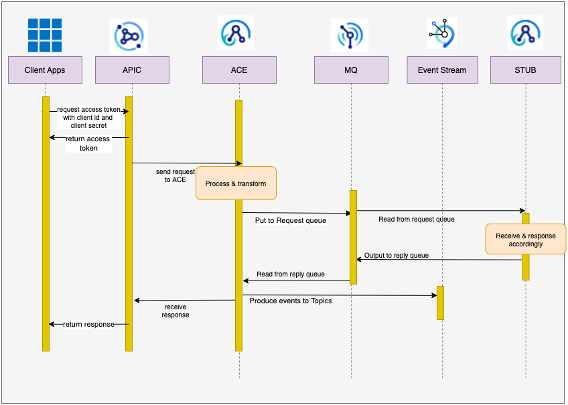 Client Apps
APIC
ACE
MQ
Event Stream
STUB
request access token
with client id and
client secret
return access
token
send request
to ACE
Process & transform
Put to Request queue
Read from request queue
Receive & response
accordingly
Output to reply queue
Read from reply queue
receive
response
Produce events to Topics
return response